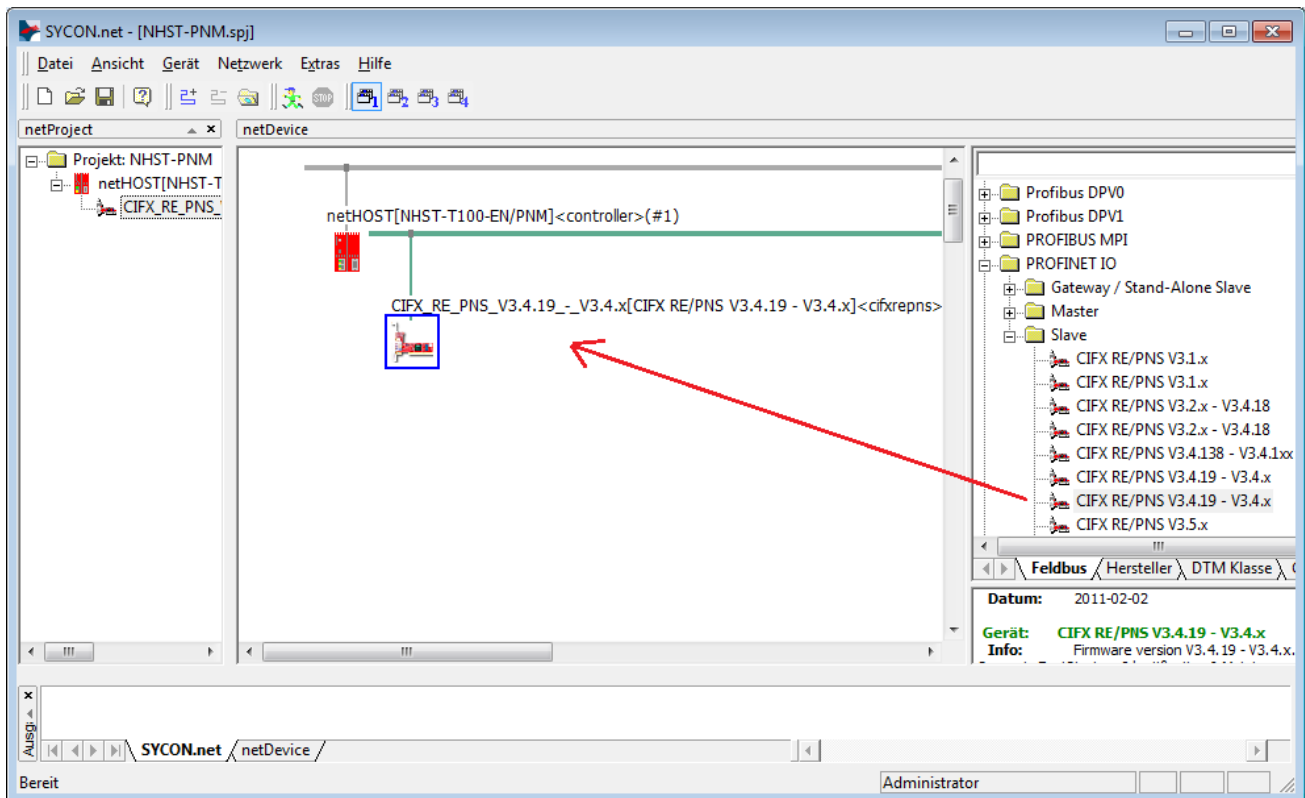 SYCON.net - [NHST-PNM.spj]
Datei Ansicht Gerät Netzwerk Extras Hilfe
STOP 1 2 3 4
netProject
netDevice
Projekt: NHST-PNM
netHOST[NHST-T
CIFX_RE_PNS_
netHOST[NHST-T100-EN/PNM]<controller>(#1)
CIFX_RE_PNS_V3.4.19_-_V3.4.x[CIFX RE/PNS V3.4.19 - V3.4.x]<cifxrepns>
Profibus DPV0
Profibus DPV1
PROFIBUS MPI
PROFINET IO
Gateway / Stand-Alone Slave
Master
Slave
CIFX RE/PNS V3.1.x
CIFX RE/PNS V3.1.x
CIFX RE/PNS V3.2.x - V3.4.18
CIFX RE/PNS V3.2.x - V3.4.18
CIFX RE/PNS V3.4.138 - V3.4.1xx
CIFX RE/PNS V3.4.19 - V3.4.x
CIFX RE/PNS V3.4.19 - V3.4.x
CIFX RE/PNS V3.5.x
Feldbus Hersteller DTM Klasse
Datum: 2011-02-02
Gerät: CIFX RE/PNS V3.4.19 - V3.4.x
Info: Firmware version V3.4.19 - V3.4.x.
Ausg
SYCON.net netDevice
Bereit
Administrator